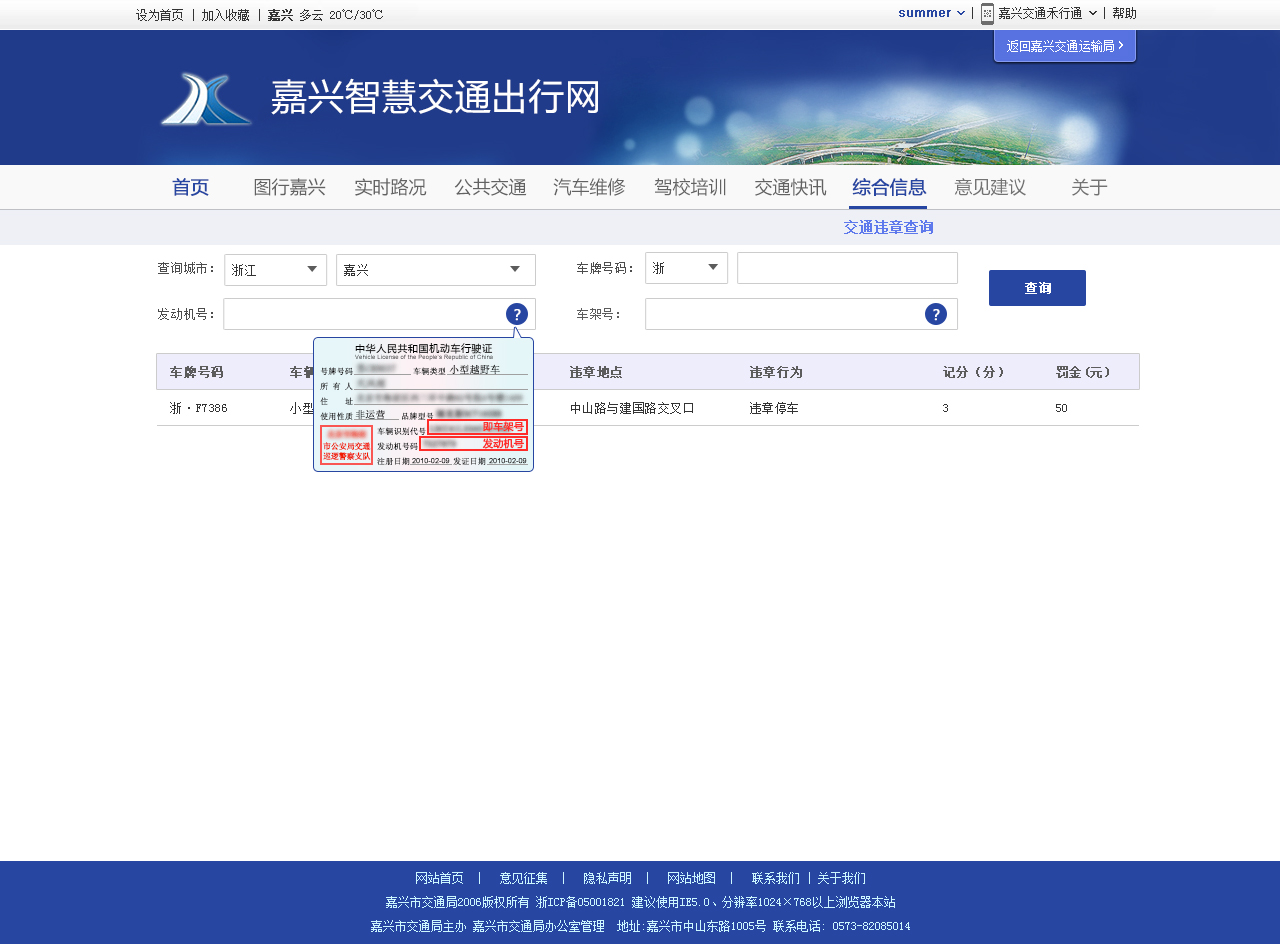 设为首页 | 加入收藏 | 嘉兴 多云 20℃/30℃
summer | 嘉兴交通禾行通 | 帮助
返回嘉兴交通运输局
嘉兴智慧交通出行网
首页 图行嘉兴 实时路况 公共交通 汽车维修 驾校培训 交通快讯 综合信息 意见建议 关于
交通违章查询
查询城市： 浙江 嘉兴 车牌号码： 浙
查询
发动机号： ? 车架号： ?
中华人民共和国机动车行驶证
Vehicle License of the People's Republic of China
号牌号码 车辆类型 小型越野车
所有人
住址
使用性质 非运营 品牌型号
车辆识别代号 即车架号
市公安局交通
发动机号码 发动机号
巡逻警察支队
注册日期 2010-02-09 发证日期 2010-02-09
车牌号码 车辆 违章地点 违章行为 记分（分） 罚金(元)
浙·F7386 小型 中山路与建国路交叉口 违章停车 3 50
网站首页 | 意见征集 | 隐私声明 | 网站地图 | 联系我们 | 关于我们
嘉兴市交通局2006版权所有 浙ICP备05001821 建议使用IE5.0、分辨率1024×768以上浏览器本站
嘉兴市交通局主办 嘉兴市交通局办公室管理 地址:嘉兴市中山东路1005号 联系电话: 0573-82085014